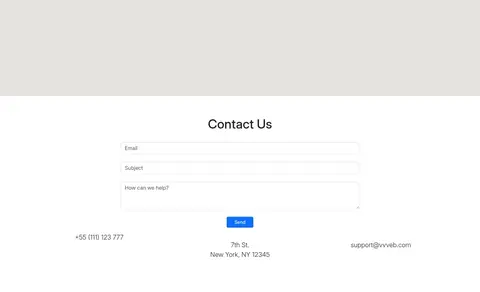 Contact Us
Email
Subject
How can we help?
Send
+55 (111) 123 777
7th St.
New York, NY 12345
support@vvveb.com